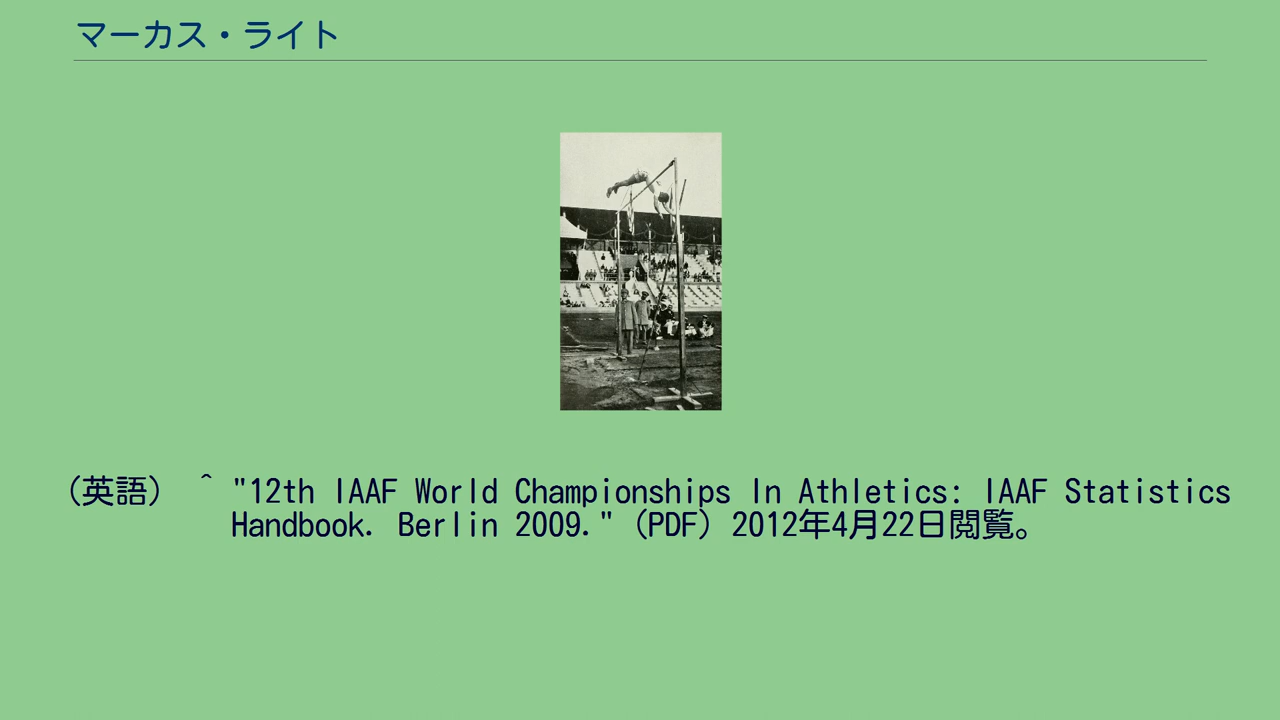 マーカス・ライト
（英語） ^ "12th IAAF World Championships In Athletics: IAAF Statistics
Handbook. Berlin 2009."（PDF）2012年4月22日閲覧。